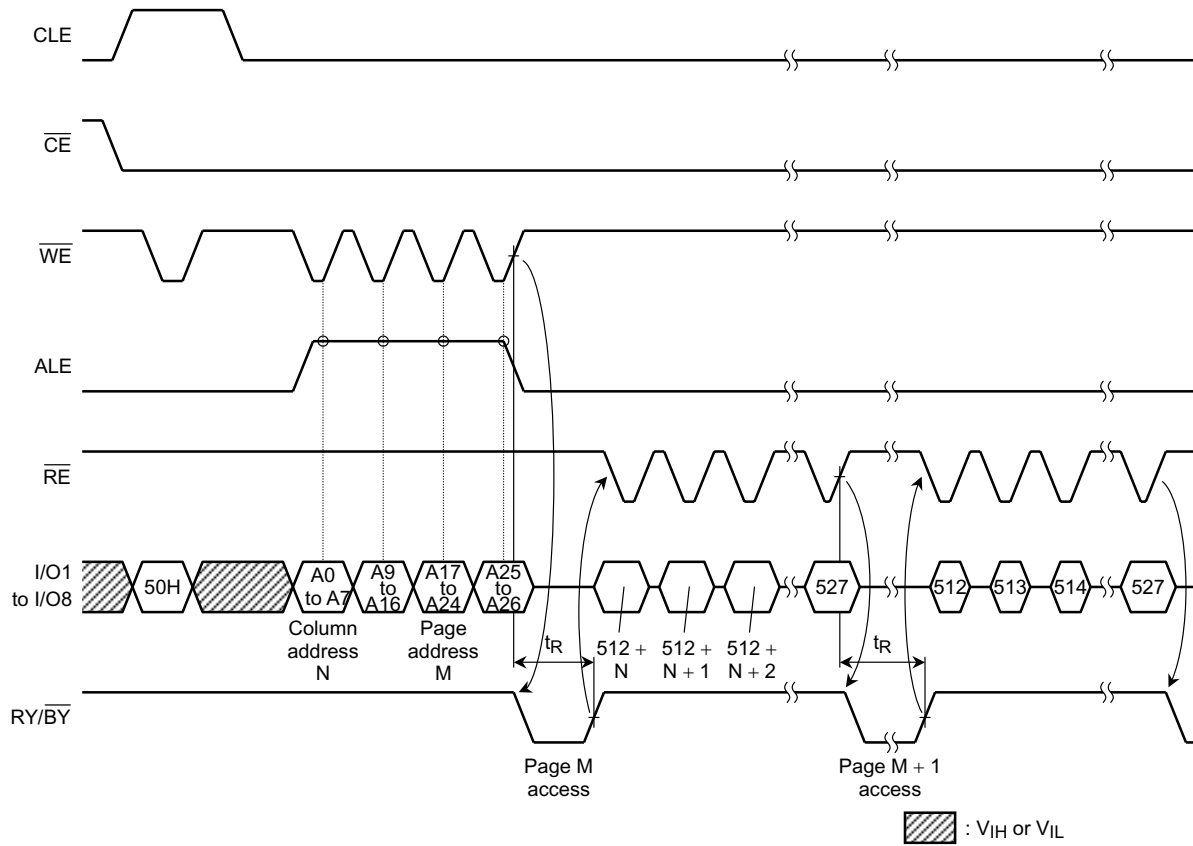 CLE
CE
WE
ALE
RE
I/O1
to I/O8
50H
A0
to A7
A9
to
A16
A17
to
A24
A25
to
A26
527
512
513
514
527
Column
address
N
Page
address
M
tR
512 +
N
512 +
N + 1
512 +
N + 2
tR
RY/BY
Page M
access
Page M + 1
access
: VIH or VIL